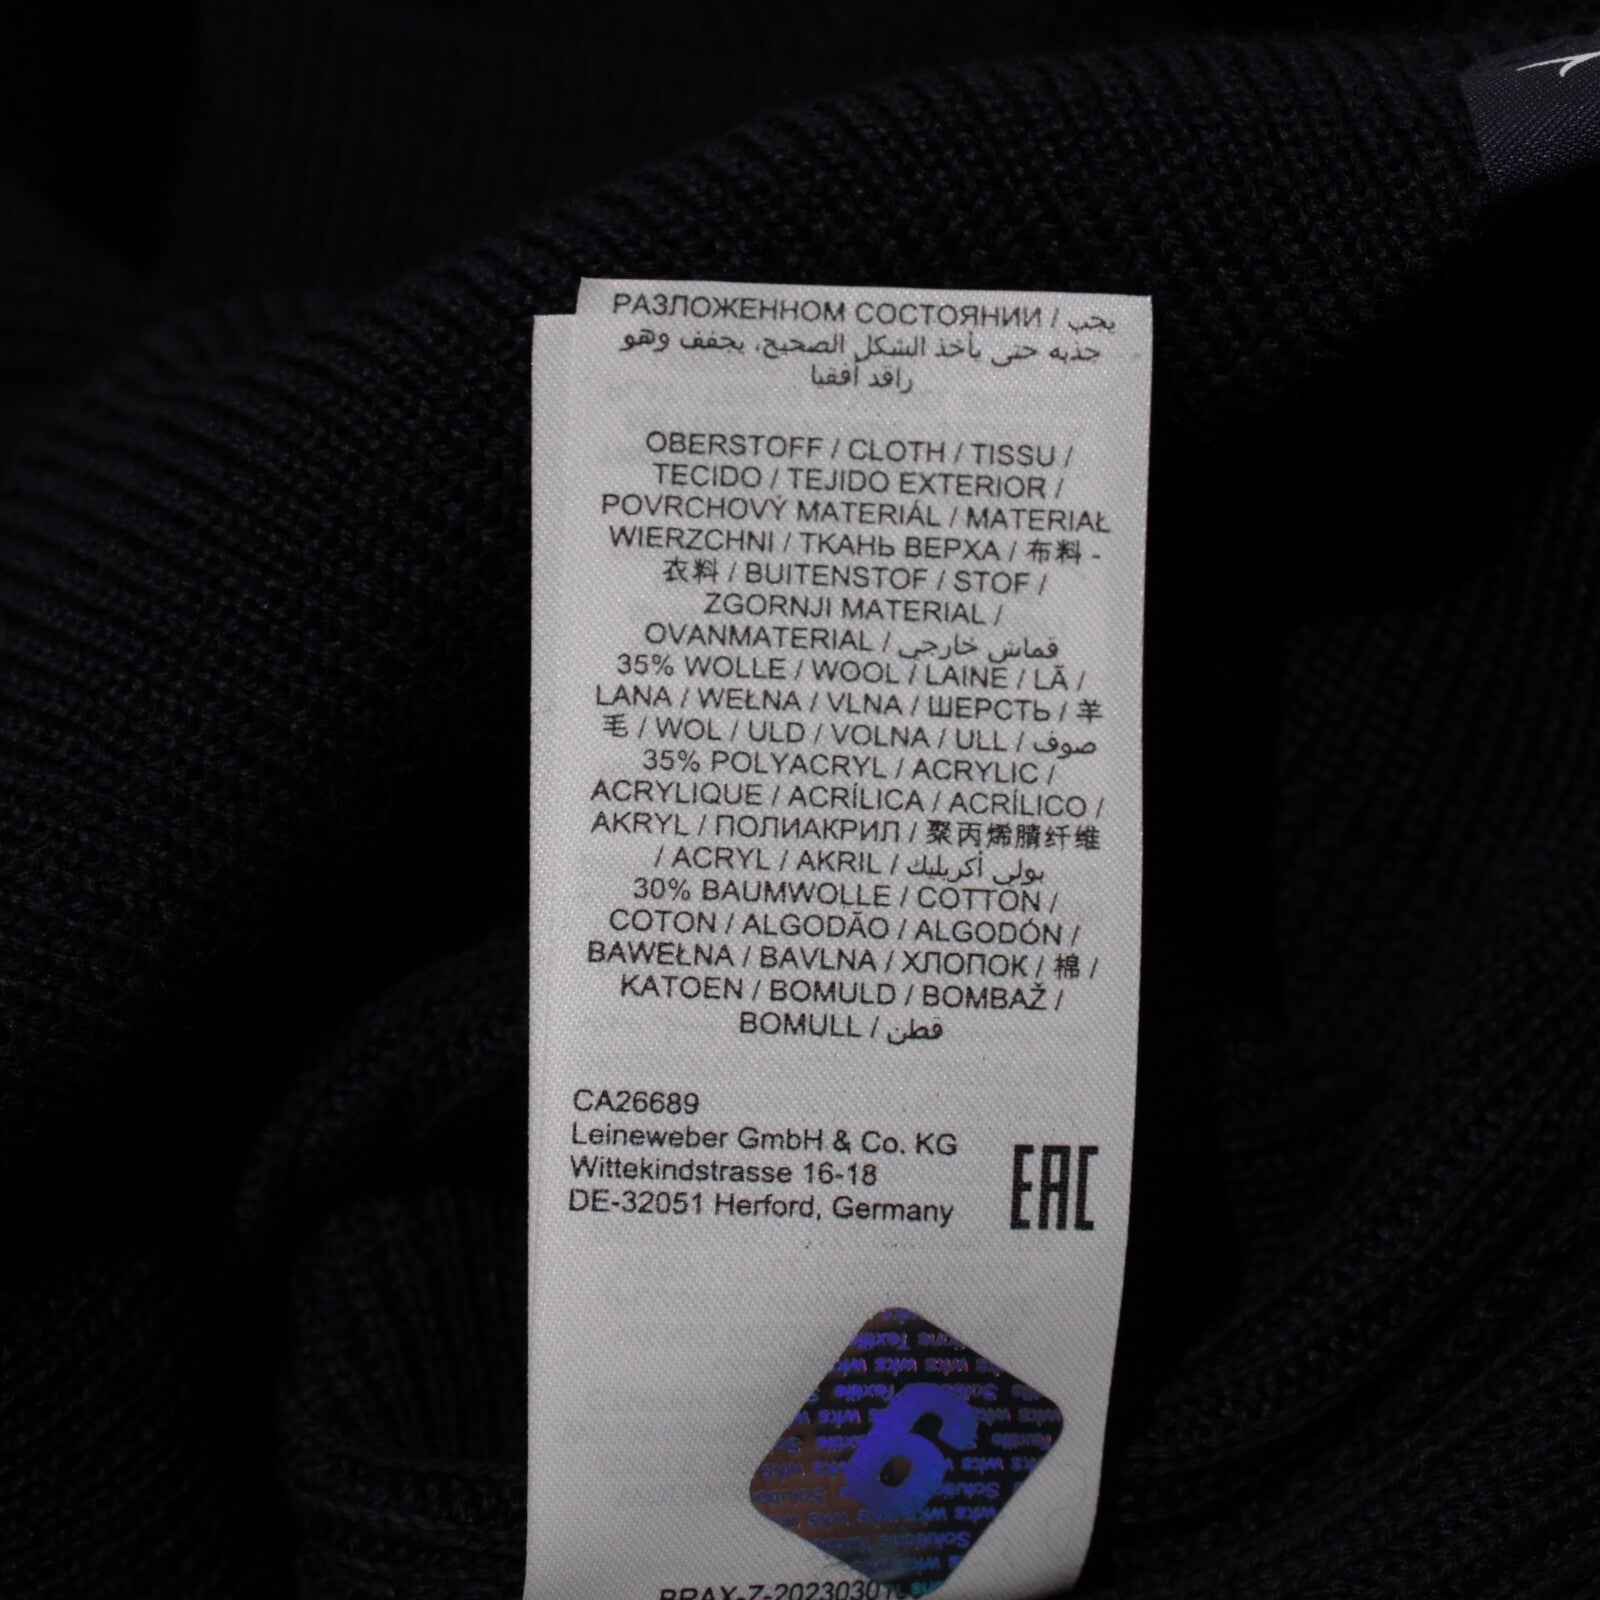 РАЗЛОЖЕННОМ СОСТОЯНИИ / يجب
جذبه حتى يأخذ الشكل الصحيح، يجفف وهو
راقد أفقيا
OBERSTOFF / CLOTH / TISSU /
TECIDO / TEJIDO EXTERIOR /
POVRCHOVÝ MATERIÁL / MATERIAŁ
WIERZCHNI / ТКАНЬ ВЕРХА / 布料 -
衣料 / BUITENSTOF / STOF /
ZGORNJI MATERIAL /
OVANMATERIAL / قماش خارجي
35% WOLLE / WOOL / LAINE / LÃ /
LANA / WEŁNA / VLNA / ШЕРСТЬ / 羊
毛 / WOL / ULD / VOLNA / ULL / صوف
35% POLYACRYL / ACRYLIC /
ACRYLIQUE / ACRÍLICA / ACRÍLICO /
AKRYL / ПОЛИАКРИЛ / 聚丙烯腈纤维
/ ACRYL / AKRIL / بولي أكريليك
30% BAUMWOLLE / COTTON /
COTON / ALGODÃO / ALGODÓN /
BAWEŁNA / BAVLNA / ХЛОПОК / 棉 /
KATOEN / BOMULD / BOMBAŽ /
BOMULL / قطن
CA26689
Leineweber GmbH & Co. KG
Wittekindstrasse 16-18
DE-32051 Herford, Germany
EAC